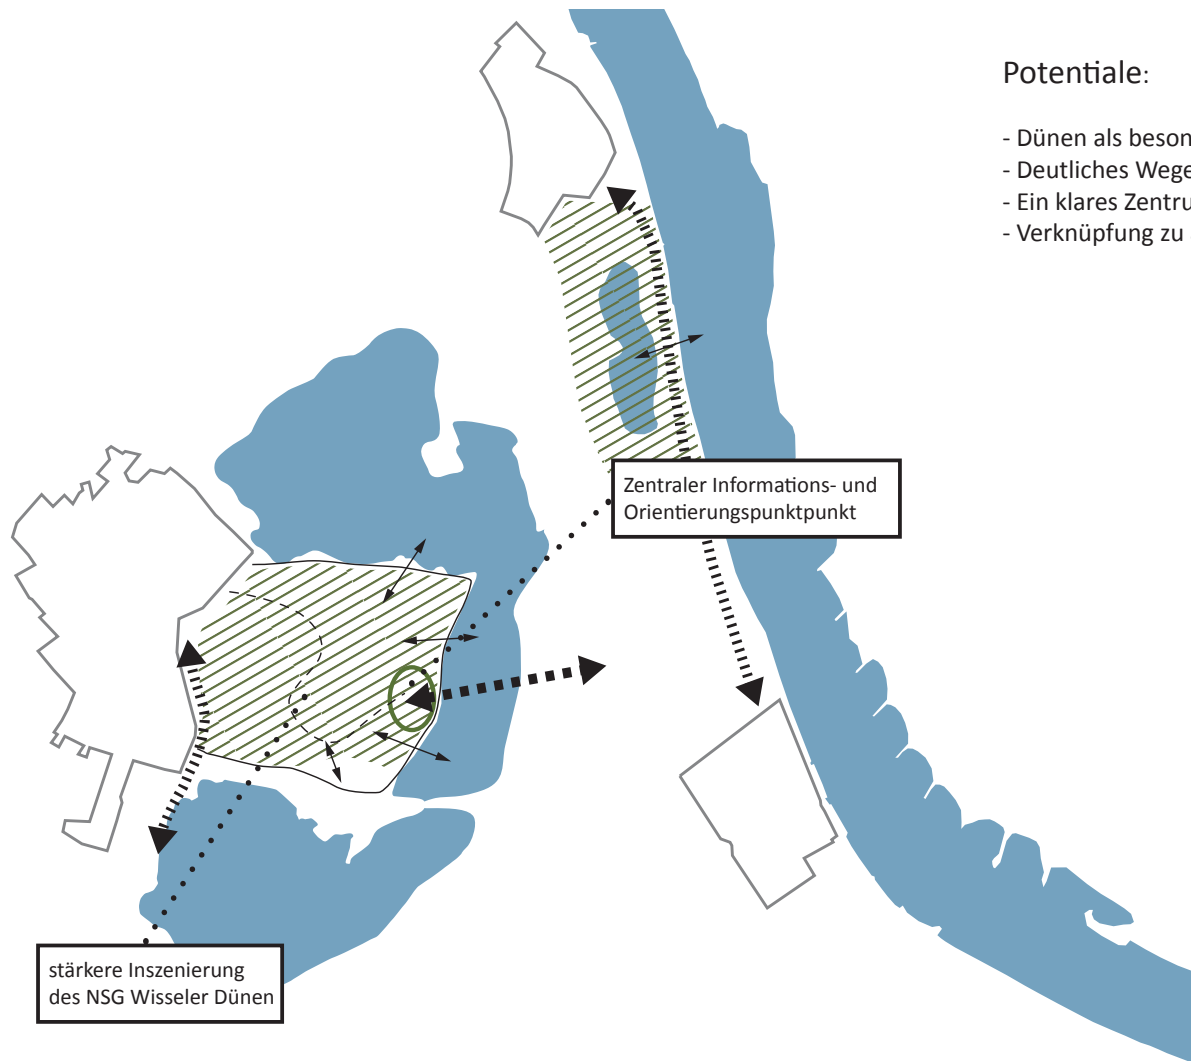 Potentiale:
- Dünen als beson
- Deutliches Wege
- Ein klares Zentru
- Verknüpfung zu
Zentraler Informations- und
Orientierungspunktpunkt
stärkere Inszenierung
des NSG Wisseler Dünen